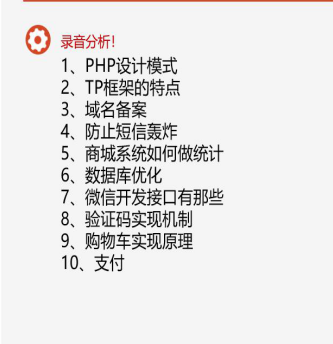 录音分析！
1、PHP设计模式
2、TP框架的特点
3、域名备案
4、防止短信轰炸
5、商城系统如何做统计
6、数据库优化
7、微信开发接口有那些
8、验证码实现机制
9、购物车实现原理
10、支付